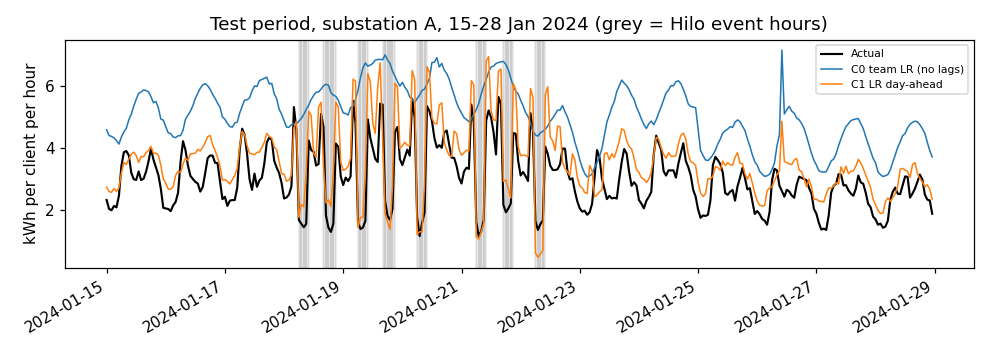 Test period, substation A, 15-28 Jan 2024 (grey = Hilo event hours)
kWh per client per hour
6
4
2
Actual
C0 team LR (no lags)
C1 LR day-ahead
2024-01-15
2024-01-17
2024-01-19
2024-01-21
2024-01-23
2024-01-25
2024-01-27
2024-01-29